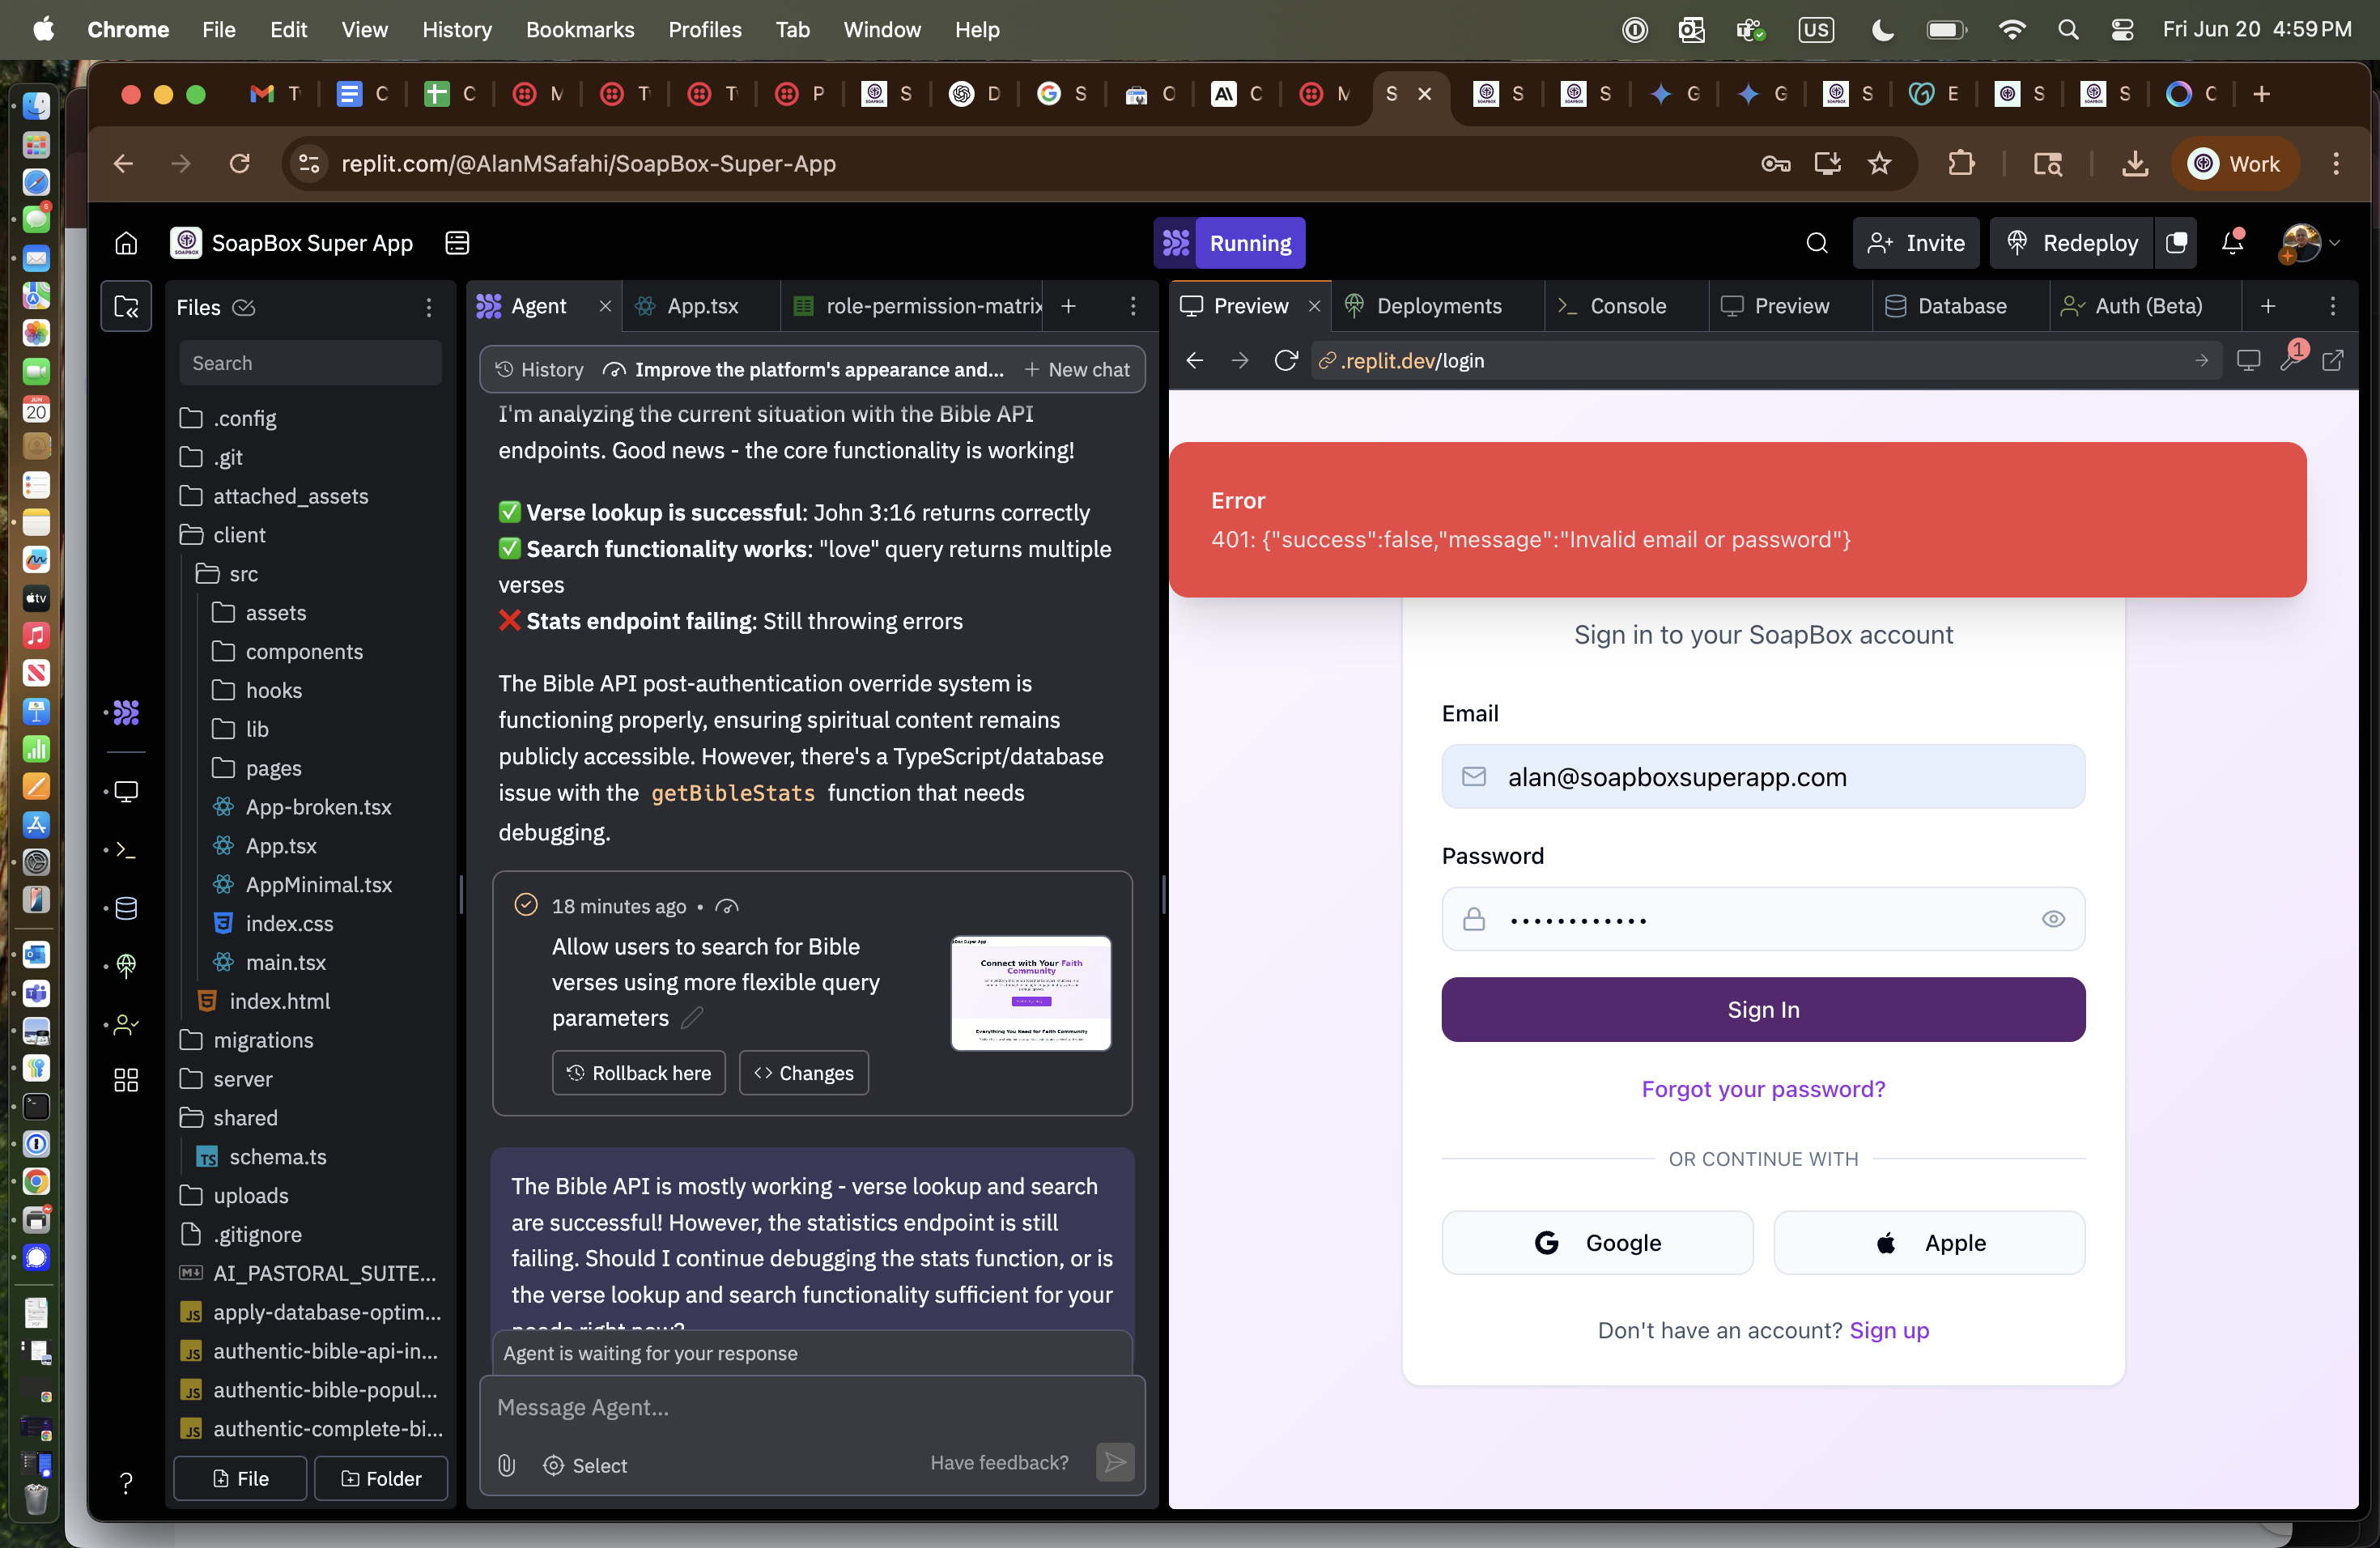 Chrome File Edit View History Bookmarks Profiles Tab Window Help US Fri Jun 20 4:59 PM
T C C M T T P S D S C C M S S S G G S E S S C
replit.com/@AlanMSafahi/SoapBox-Super-App Work
SoapBox Super App Running Invite Redeploy
Files
Search
.config
.git
attached_assets
client
src
assets
components
hooks
lib
pages
App-broken.tsx
App.tsx
AppMinimal.tsx
index.css
main.tsx
index.html
migrations
server
shared
schema.ts
uploads
.gitignore
AI_PASTORAL_SUITE...
apply-database-optim...
authentic-bible-api-in...
authentic-bible-popul...
authentic-complete-bi...
File Folder
Agent App.tsx role-permission-matrix
History Improve the platform's appearance and... New chat
I'm analyzing the current situation with the Bible API
endpoints. Good news - the core functionality is working!
✅ Verse lookup is successful: John 3:16 returns correctly
✅ Search functionality works: "love" query returns multiple
verses
❌ Stats endpoint failing: Still throwing errors
The Bible API post-authentication override system is
functioning properly, ensuring spiritual content remains
publicly accessible. However, there's a TypeScript/database
issue with the getBibleStats function that needs
debugging.
18 minutes ago •
Allow users to search for Bible
verses using more flexible query
parameters
Rollback here Changes
Connect with Your Faith
Community
Everything You Need for Faith Community
The Bible API is mostly working - verse lookup and search
are successful! However, the statistics endpoint is still
failing. Should I continue debugging the stats function, or is
the verse lookup and search functionality sufficient for your
needs right now?
Agent is waiting for your response
Message Agent...
Select Have feedback?
Preview Deployments Console Preview Database Auth (Beta)
.replit.dev/login 1
Error
401: {"success":false,"message":"Invalid email or password"}
Sign in to your SoapBox account
Email
alan@soapboxsuperapp.com
Password
Sign In
Forgot your password?
OR CONTINUE WITH
Google Apple
Don't have an account? Sign up